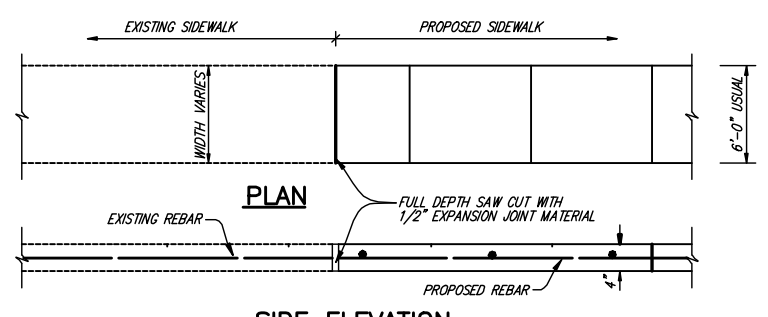 EXISTING SIDEWALK
PROPOSED SIDEWALK
WIDTH VARIES
6'-0" USUAL
PLAN
FULL DEPTH SAW CUT WITH
1/2" EXPANSION JOINT MATERIAL
EXISTING REBAR
PROPOSED REBAR
4"
SIDE ELEVATION